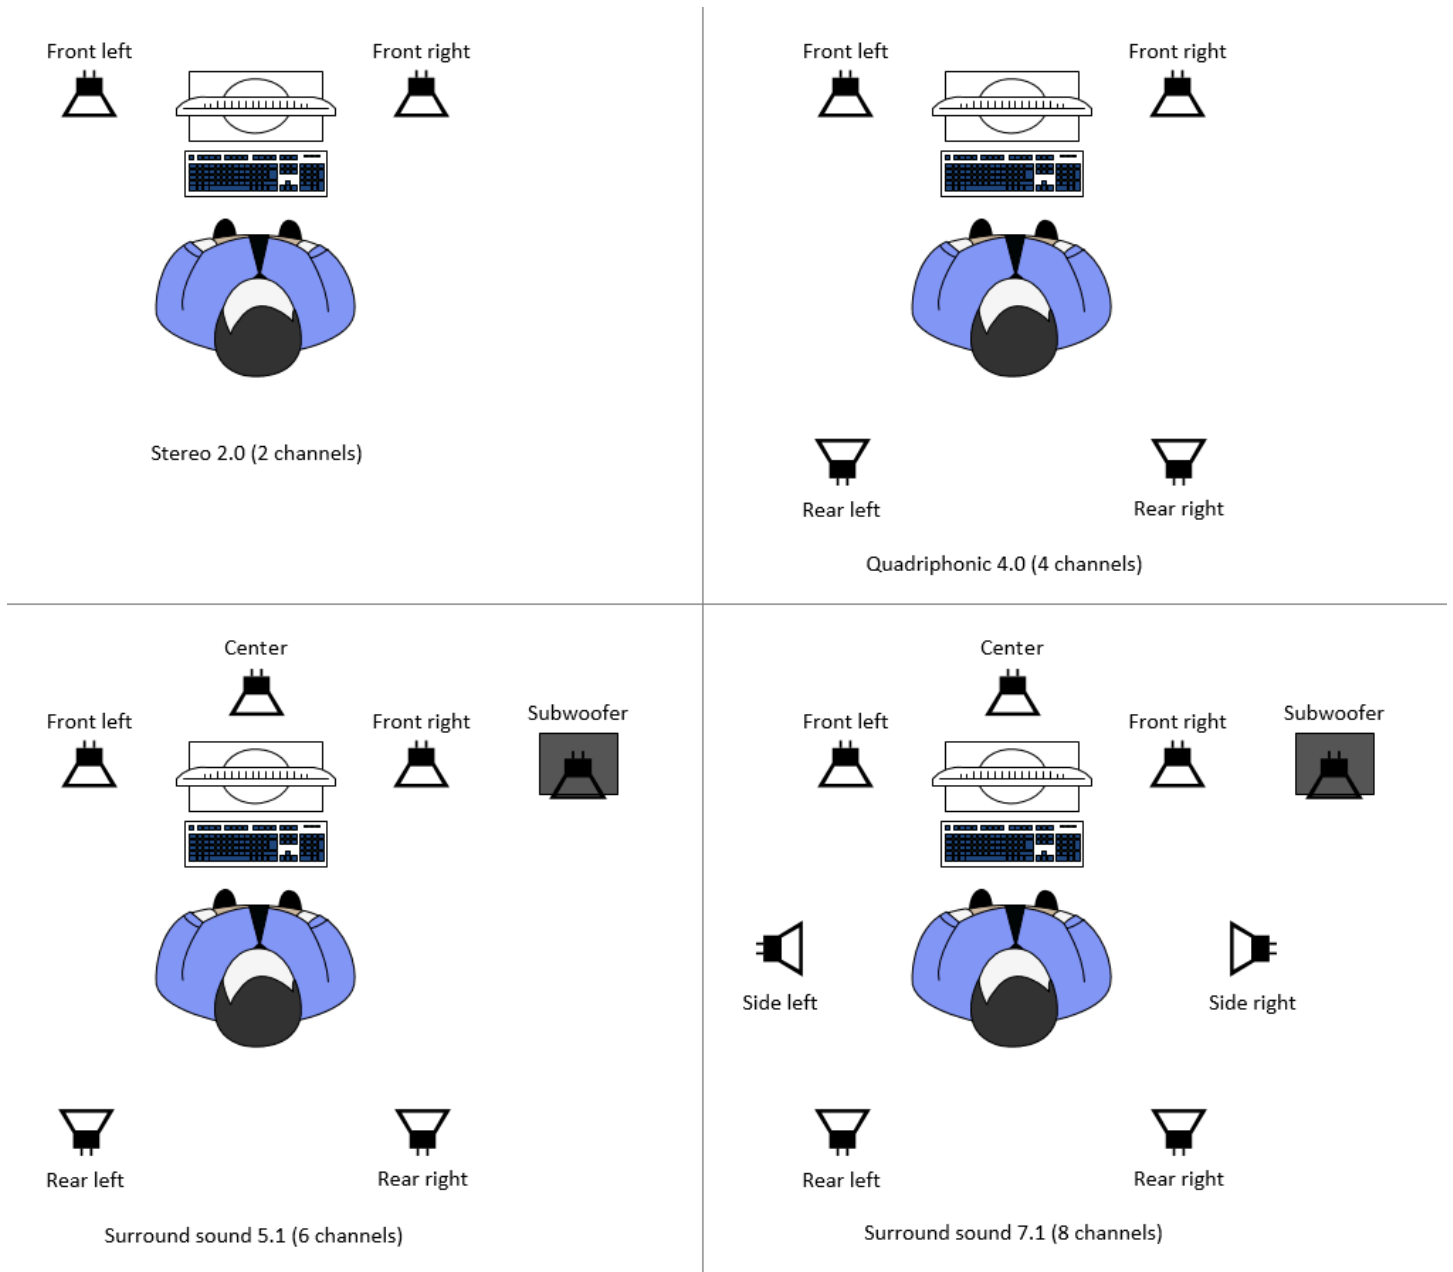 Front left
Front right
Stereo 2.0 (2 channels)
Front left
Front right
Rear left
Rear right
Quadriphonic 4.0 (4 channels)
Center
Front left
Front right
Subwoofer
Rear left
Rear right
Surround sound 5.1 (6 channels)
Center
Front left
Front right
Subwoofer
Side left
Side right
Rear left
Rear right
Surround sound 7.1 (8 channels)